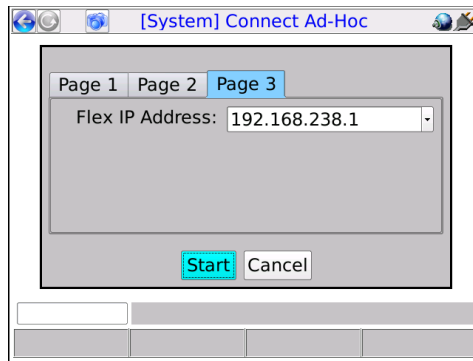 [System] Connect Ad-Hoc
Page 1 Page 2 Page 3
Flex IP Address: 192.168.238.1
Start Cancel